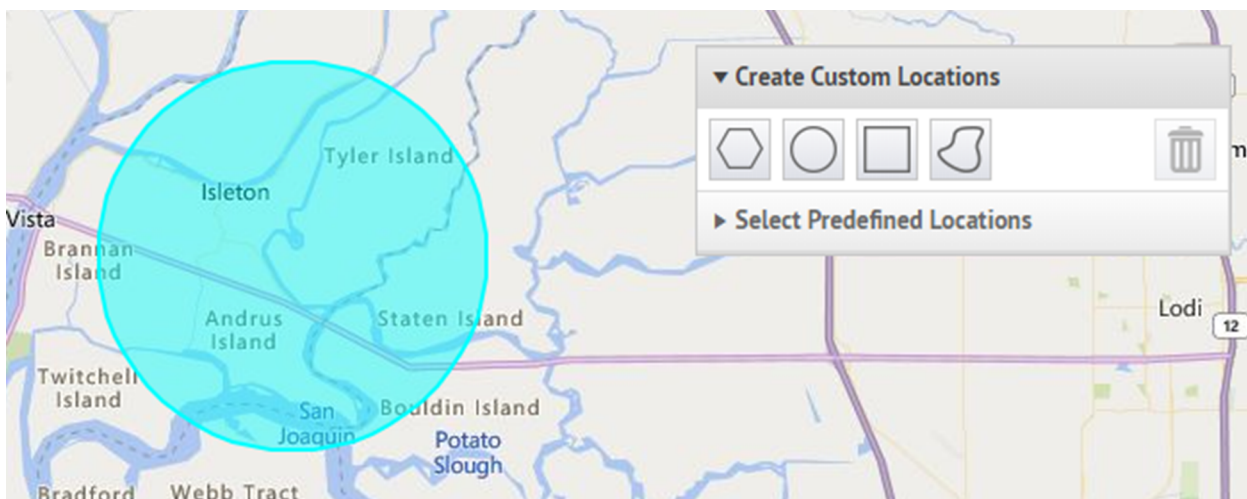 Create Custom Locations
Select Predefined Locations
Tyler Island
Isleton
Vista
Brannan
Island
Andrus
Island
Staten Island
Lodi
12
Twitchell
Island
San
Joaquin
Bouldin Island
Potato
Slough
Bradford
Webb Tract
m